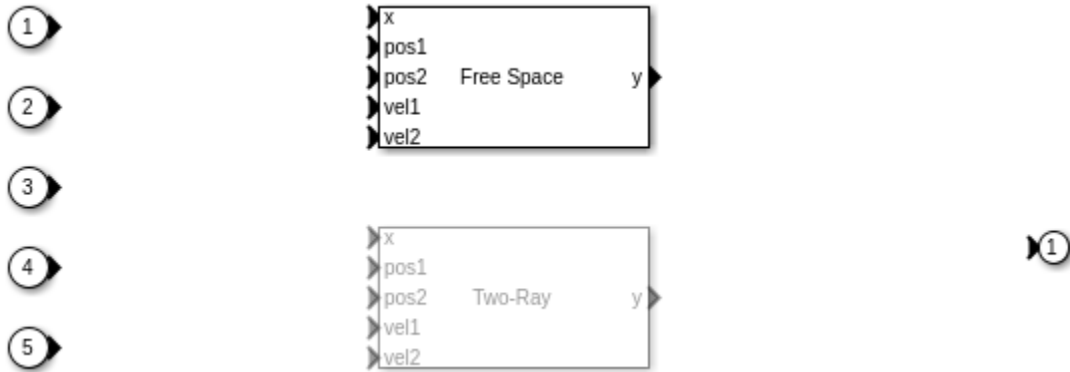 1
2
3
4
5
x
pos1
pos2 Free Space y
vel1
vel2
x
pos1
pos2 Two-Ray y
vel1
vel2
1